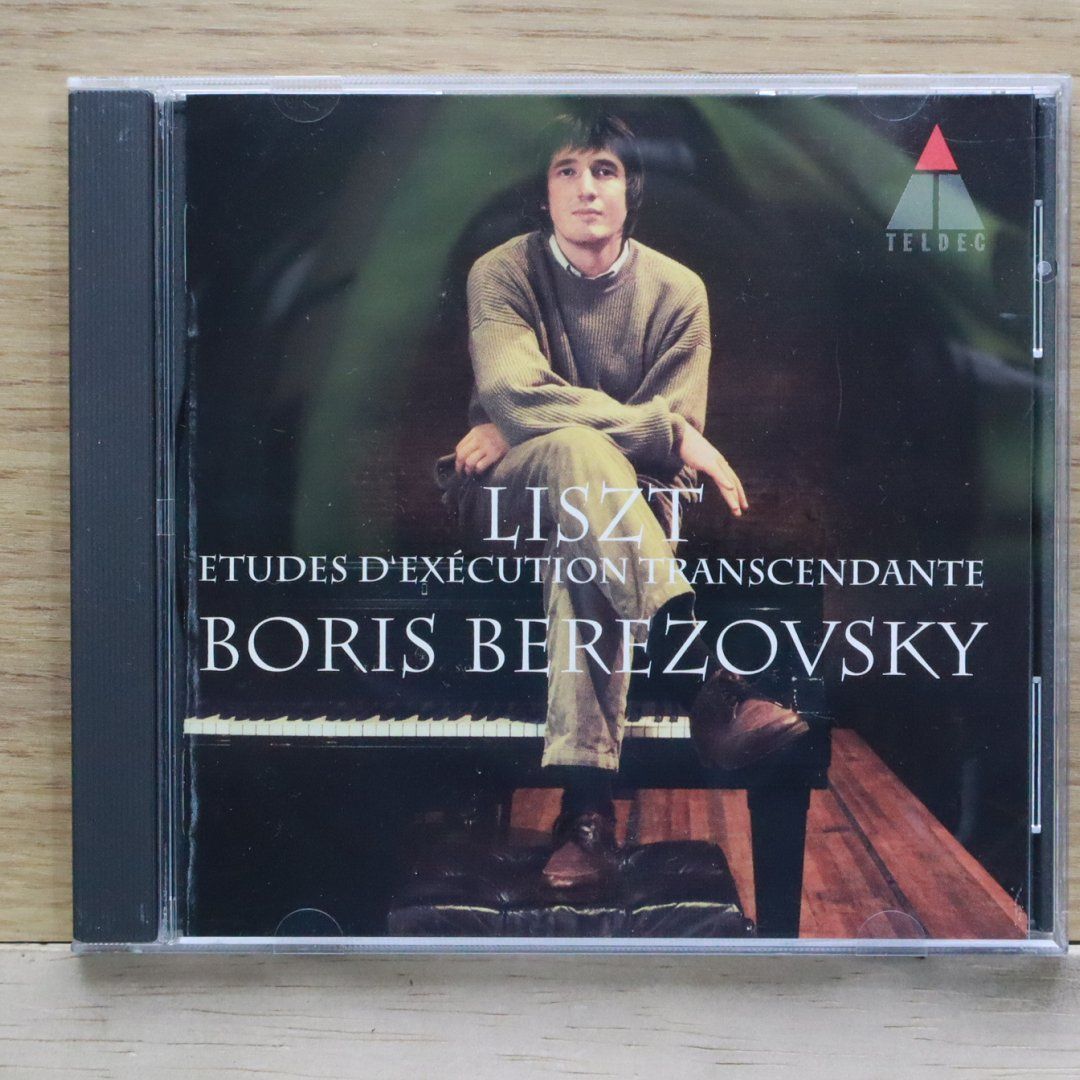 TELDEC
LISZT
ETUDES D'EXÉCUTION TRANSCENDANTE
BORIS BEREZOVSKY